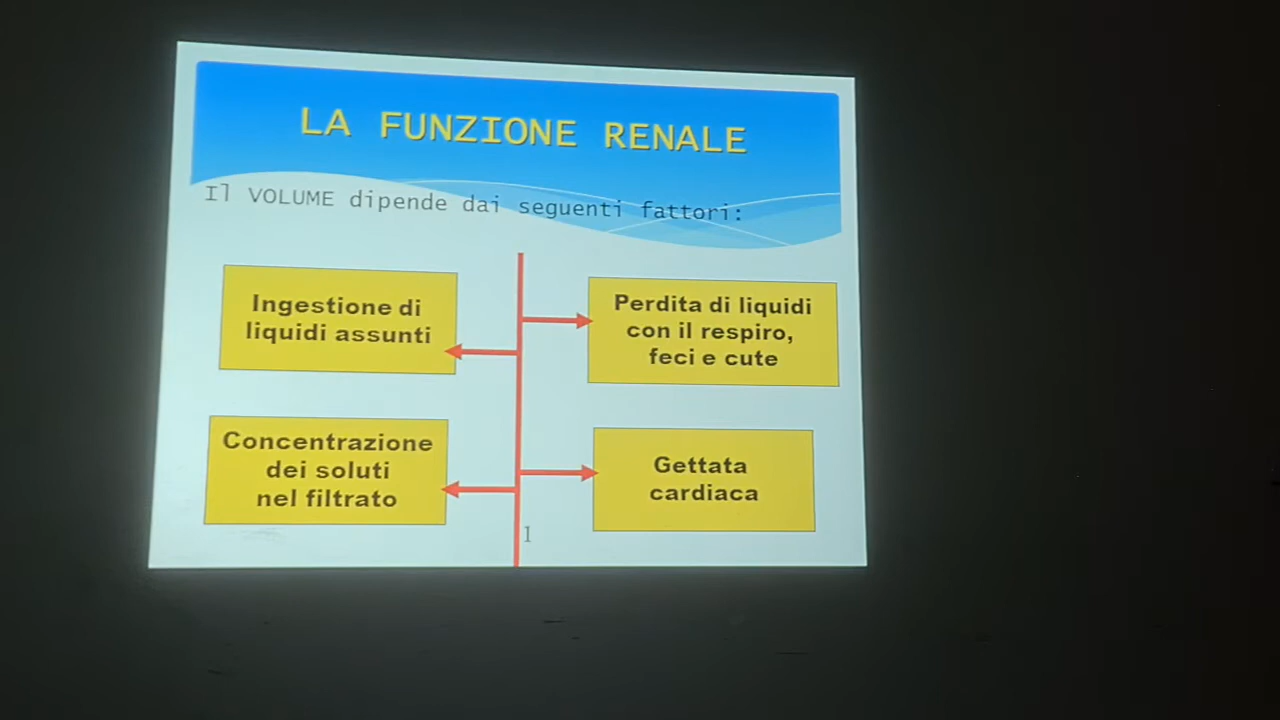 LA FUNZIONE RENALE
Il VOLUME dipende dai seguenti fattori:
Ingestione di
liquidi assunti
Perdita di liquidi
con il respiro,
feci e cute
Concentrazione
dei soluti
nel filtrato
Gettata
cardiaca
1